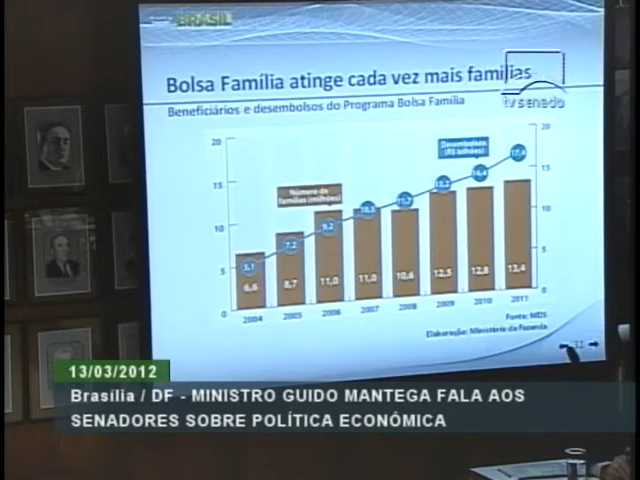 BRASIL
Bolsa Família atinge cada vez mais famílias
tv senado
Beneficiários e desembolsos do Programa Bolsa Família
20 20
Desembolsos
(R$ bilhões)
17,4
16,4
15 15
Número de
famílias (milhões)
13,2
11,7
10,3
10 10
9,2
7,2
5,1
5 5
6,6 8,7 11,0 11,0 10,6 12,5 12,8 13,4
0 0
2004 2005 2006 2007 2008 2009 2010 2011
Fonte: MDS
Elaboração: Ministério da Fazenda
13/03/2012
Brasília / DF - MINISTRO GUIDO MANTEGA FALA AOS
SENADORES SOBRE POLÍTICA ECONÔMICA